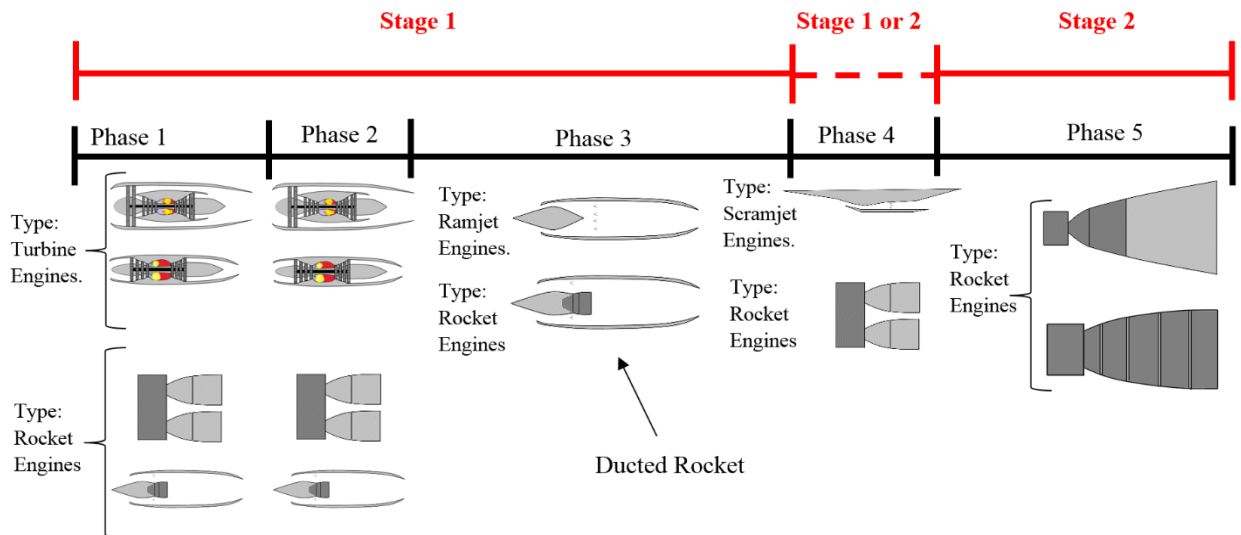 Stage 1
Stage 1 or 2
Stage 2
Phase 1
Phase 2
Phase 3
Phase 4
Phase 5
Type:
Turbine
Engines.
Type:
Ramjet
Engines.
Type:
Scramjet
Engines.
Type:
Rocket
Engines
Type:
Rocket
Engines
Type:
Rocket
Engines
Type:
Rocket
Engines
Ducted Rocket